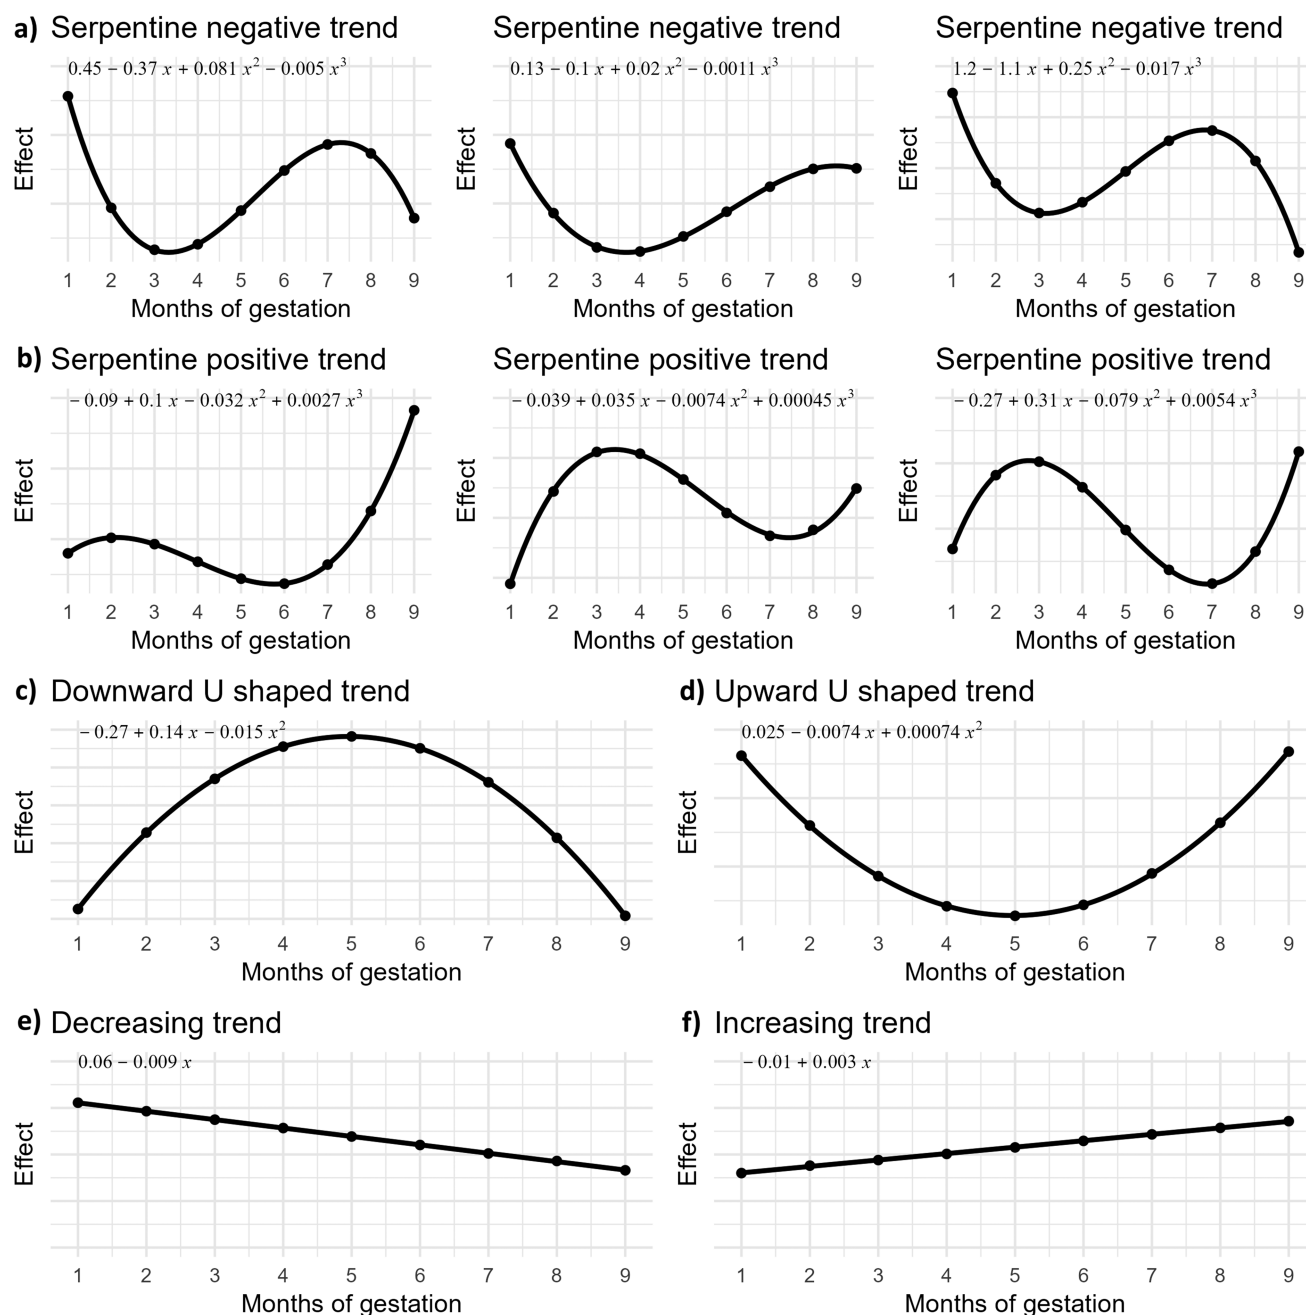 a) Serpentine negative trend Serpentine negative trend Serpentine negative trend
0.45 − 0.37 x + 0.081 x² − 0.005 x³ 0.13 − 0.1 x + 0.02 x² − 0.0011 x³ 1.2 − 1.1 x + 0.25 x² − 0.017 x³
Effect Effect Effect
1 2 3 4 5 6 7 8 9 1 2 3 4 5 6 7 8 9 1 2 3 4 5 6 7 8 9
Months of gestation Months of gestation Months of gestation
b) Serpentine positive trend Serpentine positive trend Serpentine positive trend
− 0.09 + 0.1 x − 0.032 x² + 0.0027 x³ − 0.039 + 0.035 x − 0.0074 x² + 0.00045 x³ − 0.27 + 0.31 x − 0.079 x² + 0.0054 x³
Effect Effect Effect
1 2 3 4 5 6 7 8 9 1 2 3 4 5 6 7 8 9 1 2 3 4 5 6 7 8 9
Months of gestation Months of gestation Months of gestation
c) Downward U shaped trend d) Upward U shaped trend
− 0.27 + 0.14 x − 0.015 x² 0.025 − 0.0074 x + 0.00074 x²
Effect Effect
1 2 3 4 5 6 7 8 9 1 2 3 4 5 6 7 8 9
Months of gestation Months of gestation
e) Decreasing trend f) Increasing trend
0.06 − 0.009 x − 0.01 + 0.003 x
Effect Effect
1 2 3 4 5 6 7 8 9 1 2 3 4 5 6 7 8 9
Months of gestation Months of gestation